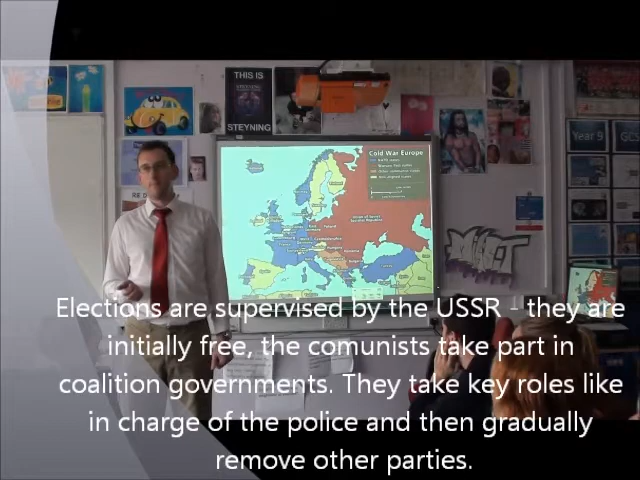 THIS IS
STEYNING
Cold War Europe
Year 9
GCS
Elections are supervised by the USSR - they are
initially free, the comunists take part in
coalition governments. They take key roles like
in charge of the police and then gradually
remove other parties.